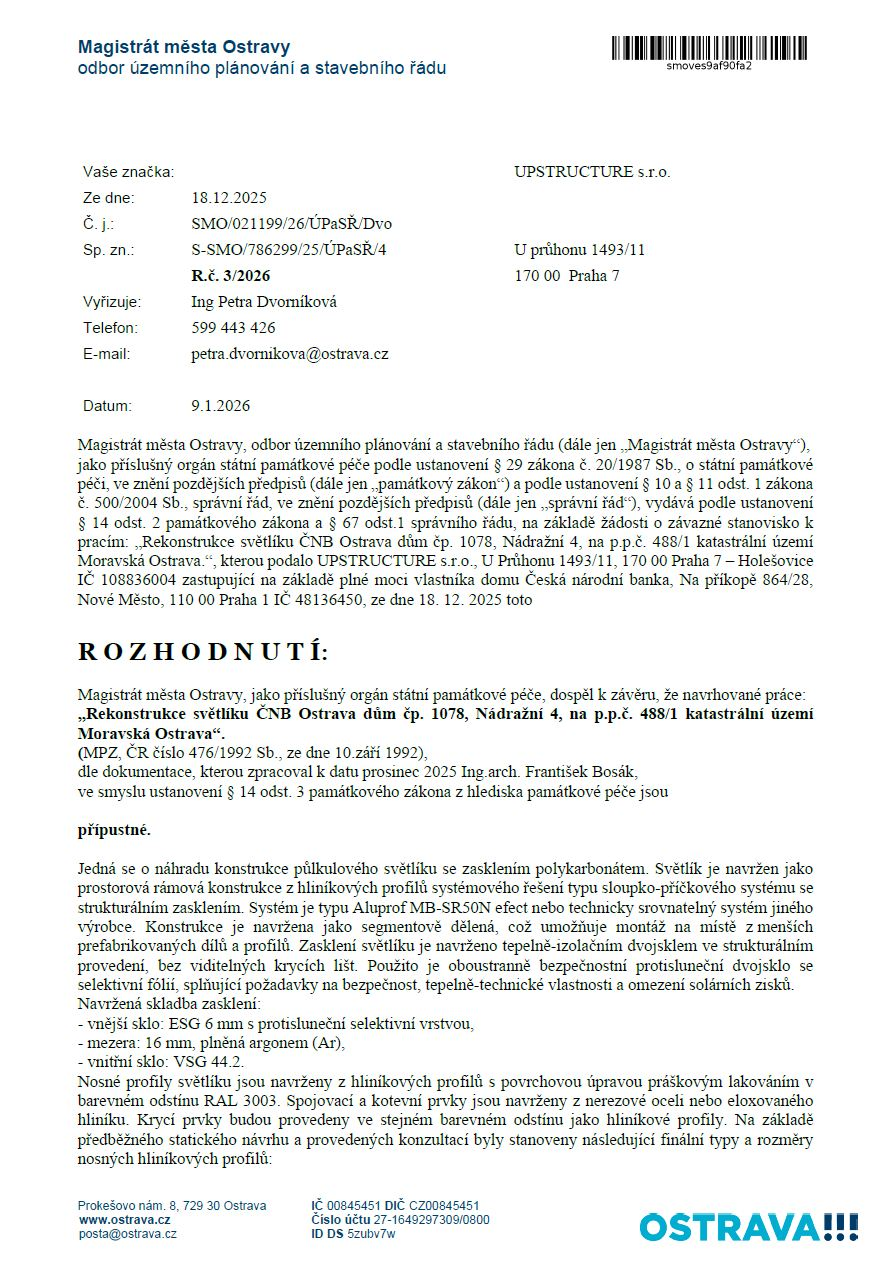 Magistrát města Ostravy
odbor územního plánování a stavebního řádu
smoves9af90fa2
Vaše značka:
UPSTRUCTURE s.r.o.
Ze dne: 18.12.2025
Č. j.: SMO/021199/26/ÚPaSŘ/Dvo
Sp. zn.: S-SMO/786299/25/ÚPaSŘ/4
U průhonu 1493/11
R.č. 3/2026
170 00  Praha 7
Vyřizuje: Ing Petra Dvorníková
Telefon: 599 443 426
E-mail: petra.dvornikova@ostrava.cz
Datum: 9.1.2026
Magistrát města Ostravy, odbor územního plánování a stavebního řádu (dále jen „Magistrát města Ostravy“),
jako příslušný orgán státní památkové péče podle ustanovení § 29 zákona č. 20/1987 Sb., o státní památkové
péči, ve znění pozdějších předpisů (dále jen „památkový zákon“) a podle ustanovení § 10 a § 11 odst. 1 zákona
č. 500/2004 Sb., správní řád, ve znění pozdějších předpisů (dále jen „správní řád“), vydává podle ustanovení
§ 14 odst. 2 památkového zákona a § 67 odst.1 správního řádu, na základě žádosti o závazné stanovisko k
pracím: „Rekonstrukce světlíku ČNB Ostrava dům čp. 1078, Nádražní 4, na p.p.č. 488/1 katastrální území
Moravská Ostrava.“, kterou podalo UPSTRUCTURE s.r.o., U Průhonu 1493/11, 170 00 Praha 7 – Holešovice
IČ 108836004 zastupující na základě plné moci vlastníka domu Česká národní banka, Na příkopě 864/28,
Nové Město, 110 00 Praha 1 IČ 48136450, ze dne 18. 12. 2025 toto
R O Z H O D N U T Í:
Magistrát města Ostravy, jako příslušný orgán státní památkové péče, dospěl k závěru, že navrhované práce:
„Rekonstrukce světlíku ČNB Ostrava dům čp. 1078, Nádražní 4, na p.p.č. 488/1 katastrální území
Moravská Ostrava“.
(MPZ, ČR číslo 476/1992 Sb., ze dne 10.září 1992),
dle dokumentace, kterou zpracoval k datu prosinec 2025 Ing.arch. František Bosák,
ve smyslu ustanovení § 14 odst. 3 památkového zákona z hlediska památkové péče jsou
přípustné.
Jedná se o náhradu konstrukce půlkulového světlíku se zasklením polykarbonátem. Světlík je navržen jako
prostorová rámová konstrukce z hliníkových profilů systémového řešení typu sloupko-příčkového systému se
strukturálním zasklením. Systém je typu Aluprof MB-SR50N efect nebo technicky srovnatelný systém jiného
výrobce. Konstrukce je navržena jako segmentově dělená, což umožňuje montáž na místě z menších
prefabrikovaných dílů a profilů. Zasklení světlíku je navrženo tepelně-izolačním dvojsklem ve strukturálním
provedení, bez viditelných krycích lišt. Použito je oboustranně bezpečnostní protisluneční dvojsklo se
selektivní fólií, splňující požadavky na bezpečnost, tepelně-technické vlastnosti a omezení solárních zisků.
Navržená skladba zasklení:
- vnější sklo: ESG 6 mm s protisluneční selektivní vrstvou,
- mezera: 16 mm, plněná argonem (Ar),
- vnitřní sklo: VSG 44.2.
Nosné profily světlíku jsou navrženy z hliníkových profilů s povrchovou úpravou práškovým lakováním v
barevném odstínu RAL 3003. Spojovací a kotevní prvky jsou navrženy z nerezové oceli nebo eloxovaného
hliníku. Krycí prvky budou provedeny ve stejném barevném odstínu jako hliníkové profily. Na základě
předběžného statického návrhu a provedených konzultací byly stanoveny následující finální typy a rozměry
nosných hliníkových profilů:
Prokešovo nám. 8, 729 30 Ostrava
www.ostrava.cz
posta@ostrava.cz
IČ 00845451 DIČ CZ00845451
Číslo účtu 27-1649297309/0800
ID DS 5zubv7w
OSTRAVA!!!